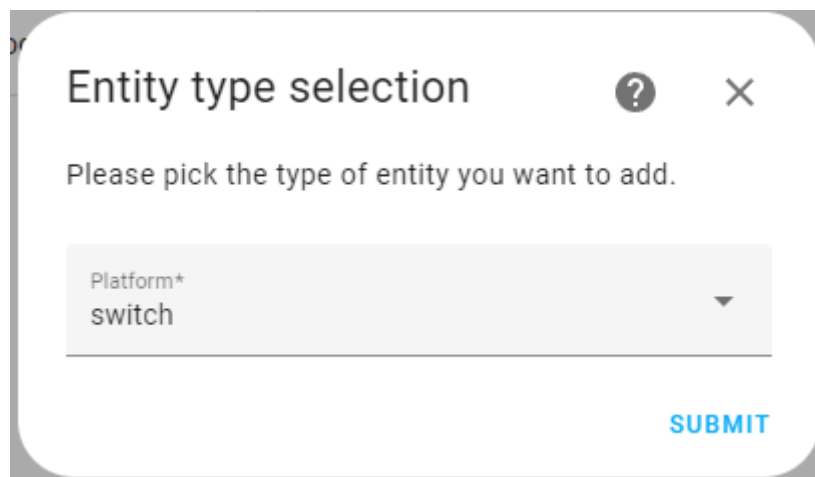 Entity type selection
Please pick the type of entity you want to add.
Platform*
switch
SUBMIT